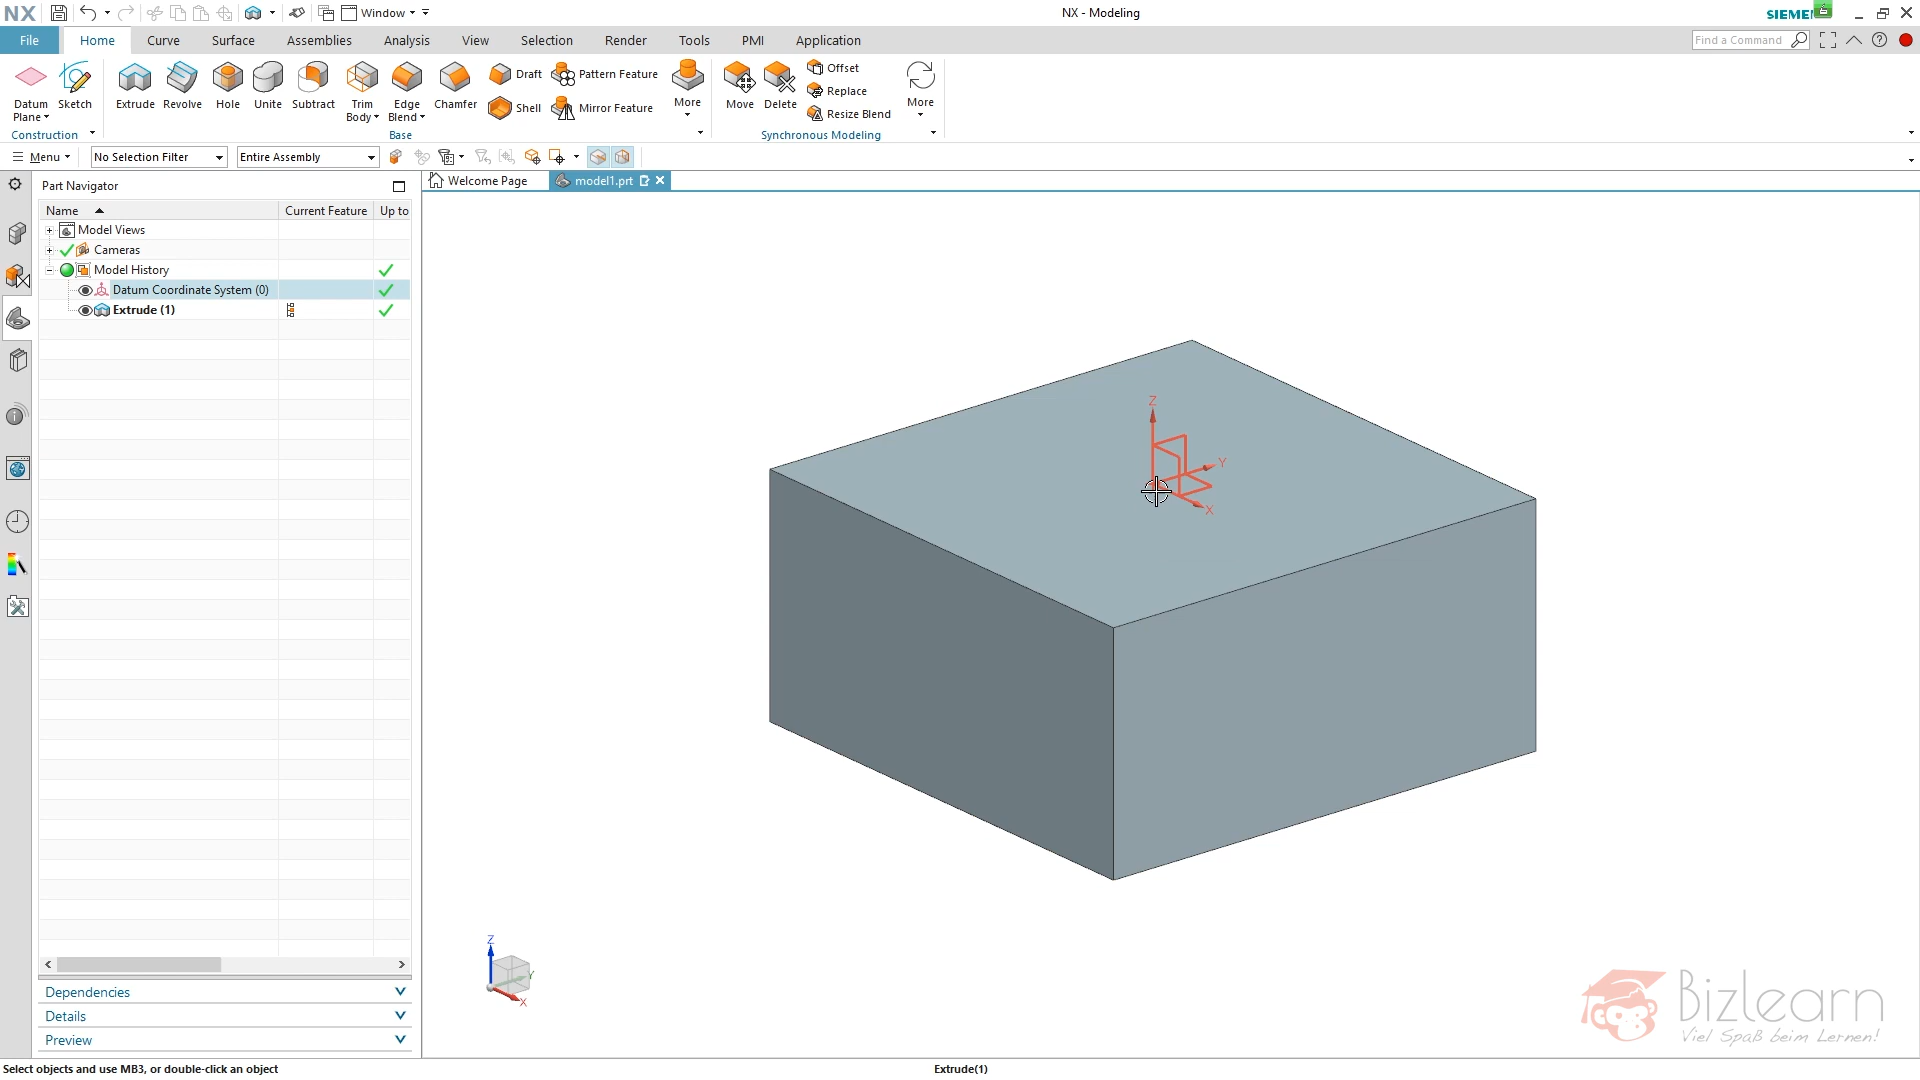 NX
Window
NX - Modeling
SIEME
File
Home
Curve
Surface
Assemblies
Analysis
View
Selection
Render
Tools
PMI
Application
Find a Command
Datum Plane
Sketch
Extrude
Revolve
Hole
Unite
Subtract
Trim Body
Edge Blend
Chamfer
Draft
Shell
Pattern Feature
Mirror Feature
More
Move
Delete
Offset
Replace
Resize Blend
More
Construction
Base
Synchronous Modeling
Menu
No Selection Filter
Entire Assembly
Part Navigator
Welcome Page
model1.prt
Name
Current Feature
Up to
Model Views
Cameras
Model History
Datum Coordinate System (0)
Extrude (1)
Z
Y
X
Z
Y
X
Dependencies
Details
Preview
Bizlearn
Viel Spaß beim Lernen!
Select objects and use MB3, or double-click an object
Extrude(1)